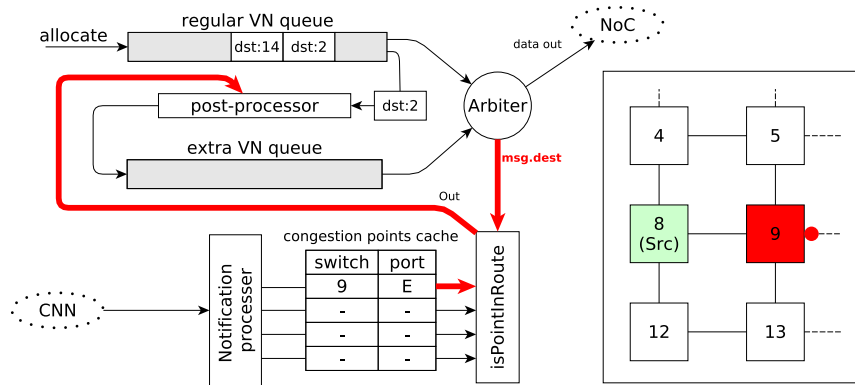 regular VN queue
allocate
dst:14
dst:2
data out
NoC
post-processor
dst:2
Arbiter
extra VN queue
msg.dest
Out
congestion points cache
switch
port
9
E
-
-
-
-
-
-
CNN
Notification
processer
isPointInRoute
4
5
8
(Src)
9
12
13